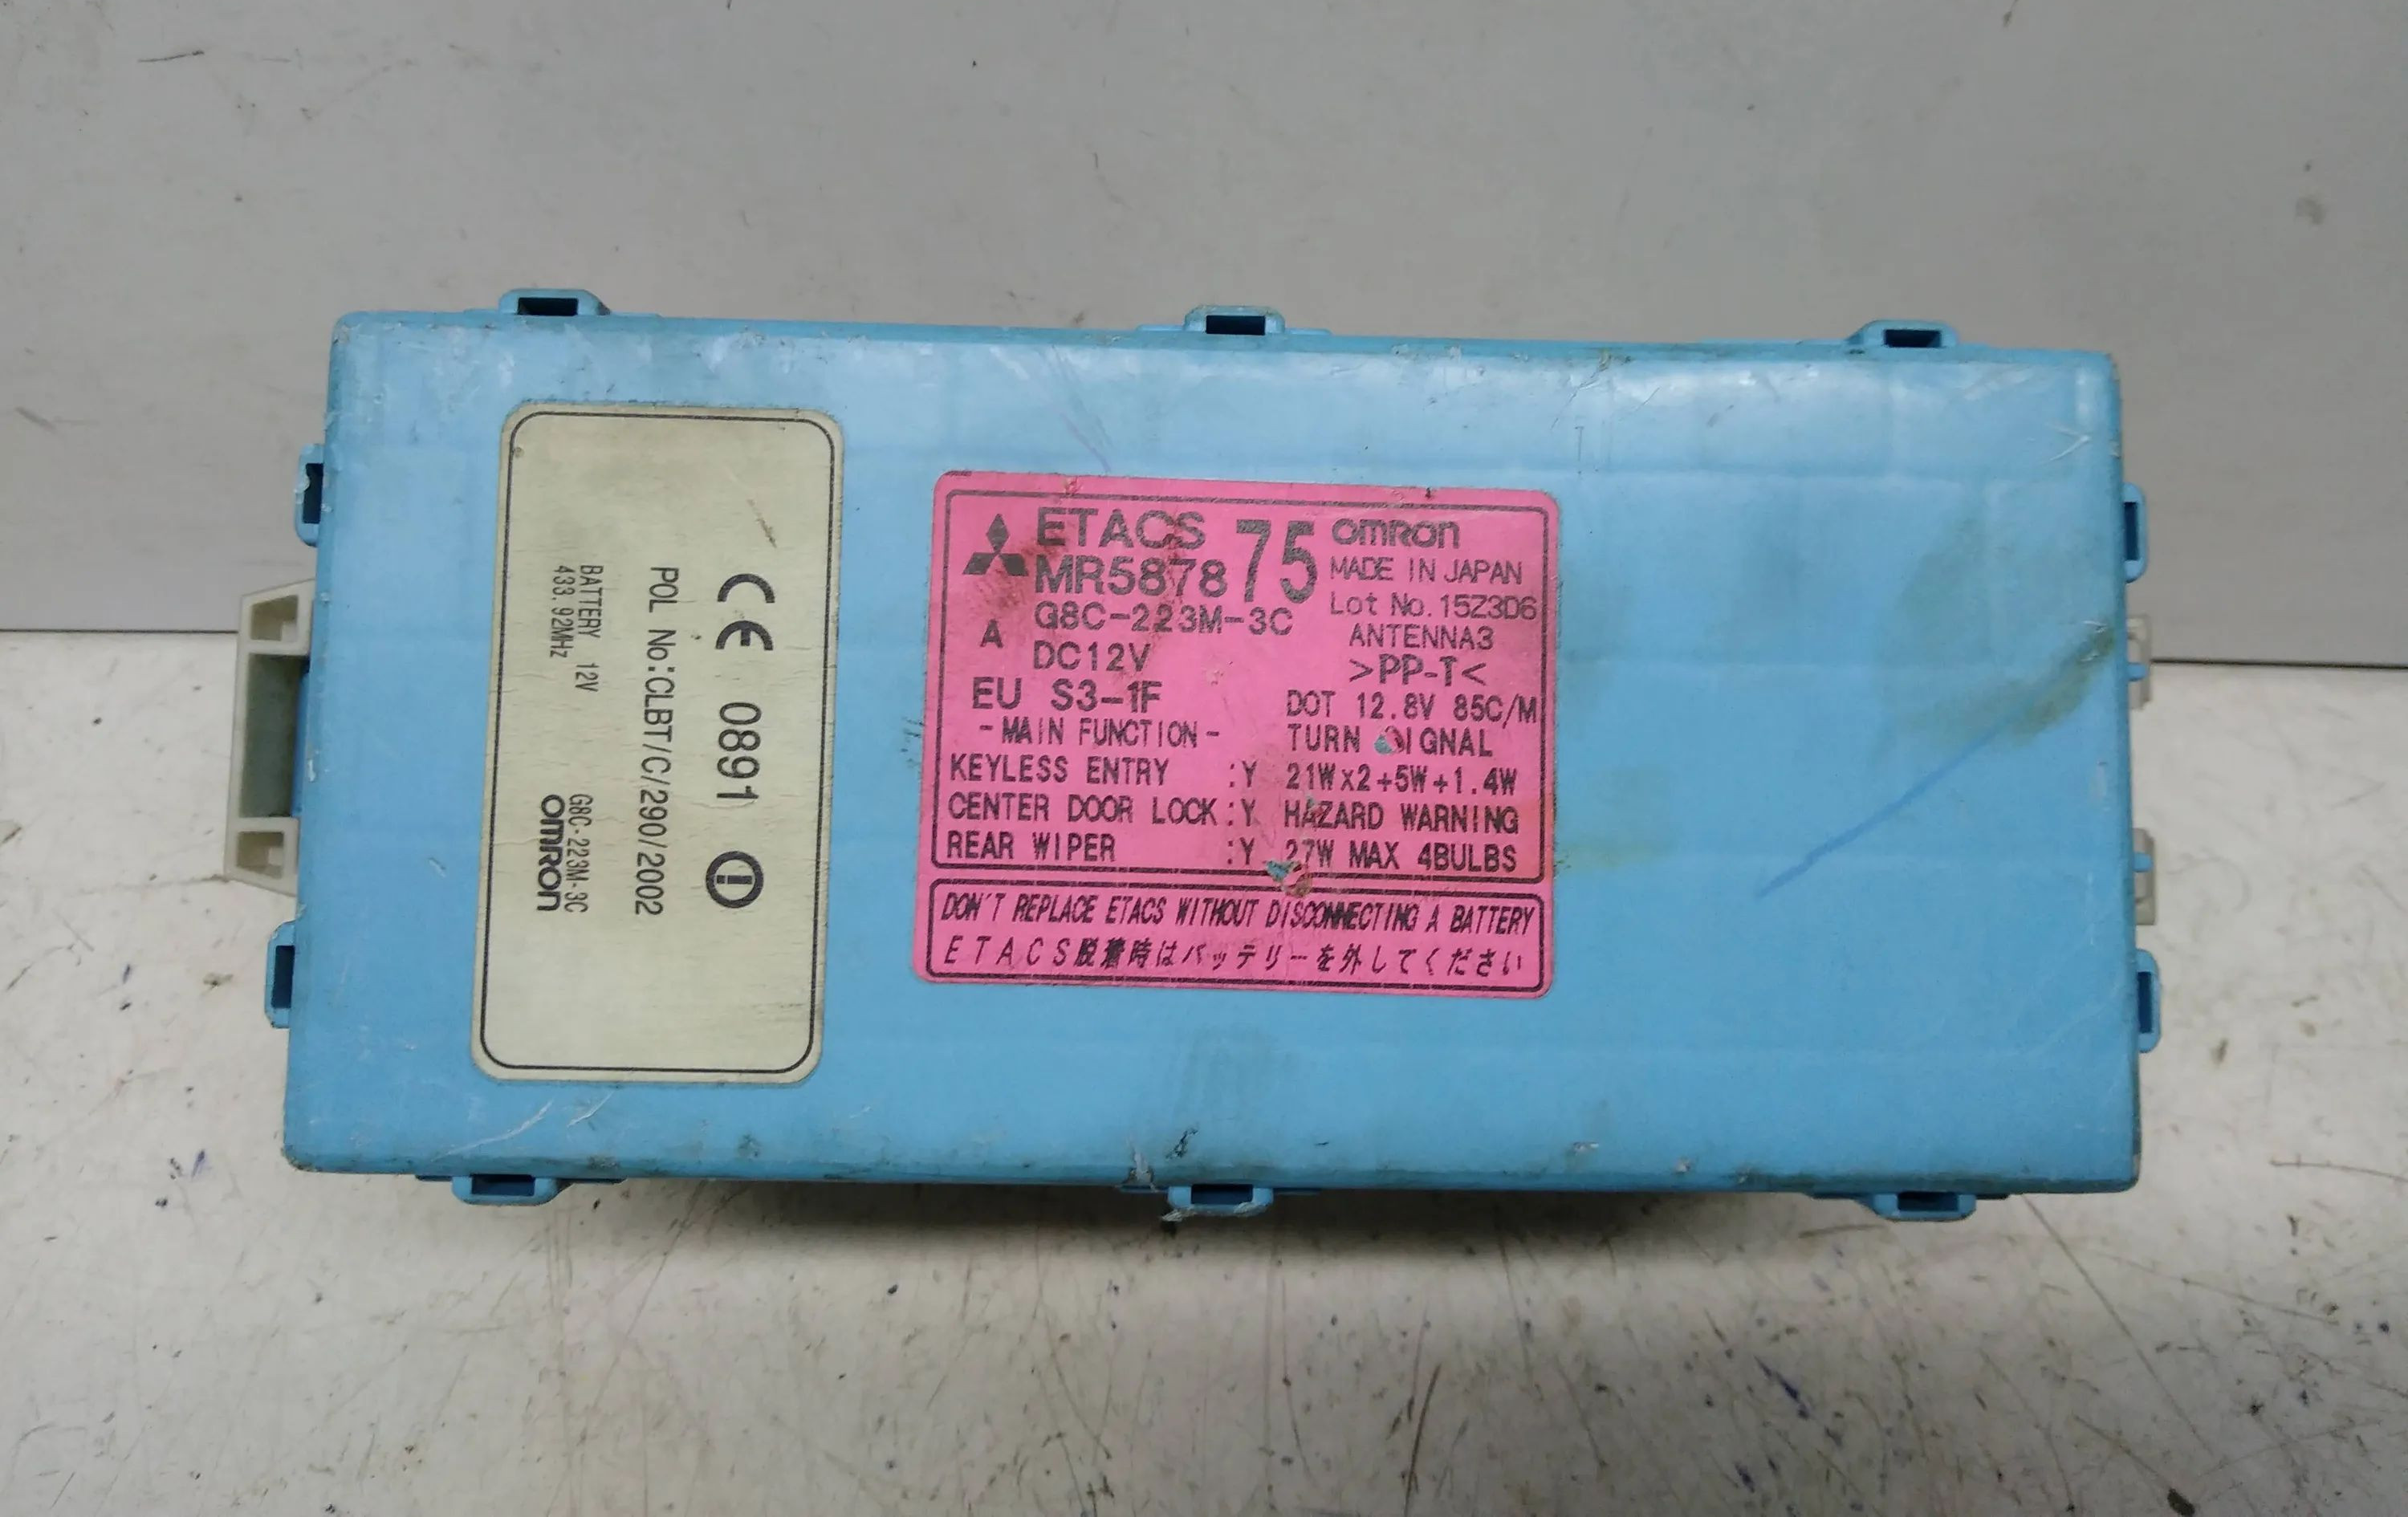 CE 0891
POL No:CLBT/C/290/2002
BATTERY 12V G8C-223M-3C
433.92MHz OMRON
ETACS 75 OMRON
MR5878 MADE IN JAPAN
G8C-223M-3C Lot No.15Z3D6
A DC12V ANTENNA3
>PP-T<
EU S3-1F DOT 12.8V 85C/M
-MAIN FUNCTION- TURN SIGNAL
KEYLESS ENTRY :Y 21Wx2+5W+1.4W
CENTER DOOR LOCK:Y HAZARD WARNING
REAR WIPER :Y 27W MAX 4BULBS
DON'T REPLACE ETACS WITHOUT DISCONNECTING A BATTERY
ETACS脱着時はバッテリーを外してください